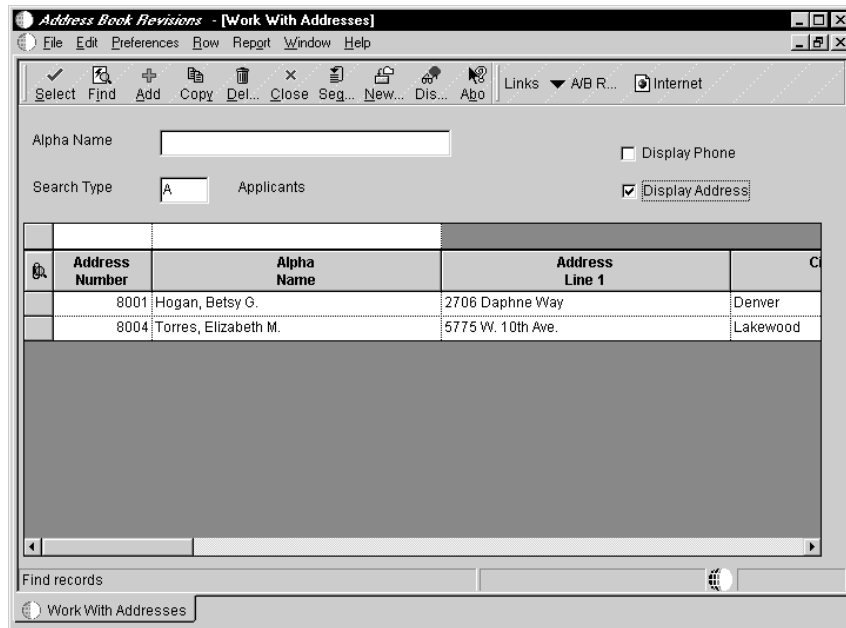 Address Book Revisions - [Work With Addresses]
File Edit Preferences Row Report Window Help
Select Find Add Copy Del... Close Seq... New... Dis... Abo Links A/B R... Internet
Alpha Name
Display Phone
Search Type A Applicants
Display Address
Address Number Alpha Name Address Line 1 Ci
8001 Hogan, Betsy G. 2706 Daphne Way Denver
8004 Torres, Elizabeth M. 5775 W. 10th Ave. Lakewood
Find records
Work With Addresses